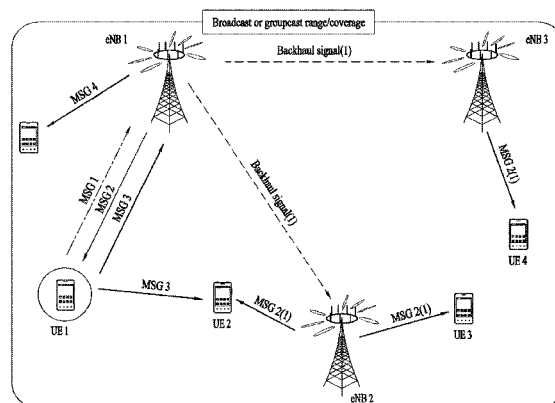 Broadcast or groupcast range/coverage
eNB 1
eNB 3
Backhaul signal(1)
MSG 4
MSG 1
MSG 2
MSG 3
Backhaul signal(1)
MSG 2(1)
UE 4
MSG 3
UE 1
UE 2
MSG 2(1)
MSG 2(1)
UE 3
eNB 2